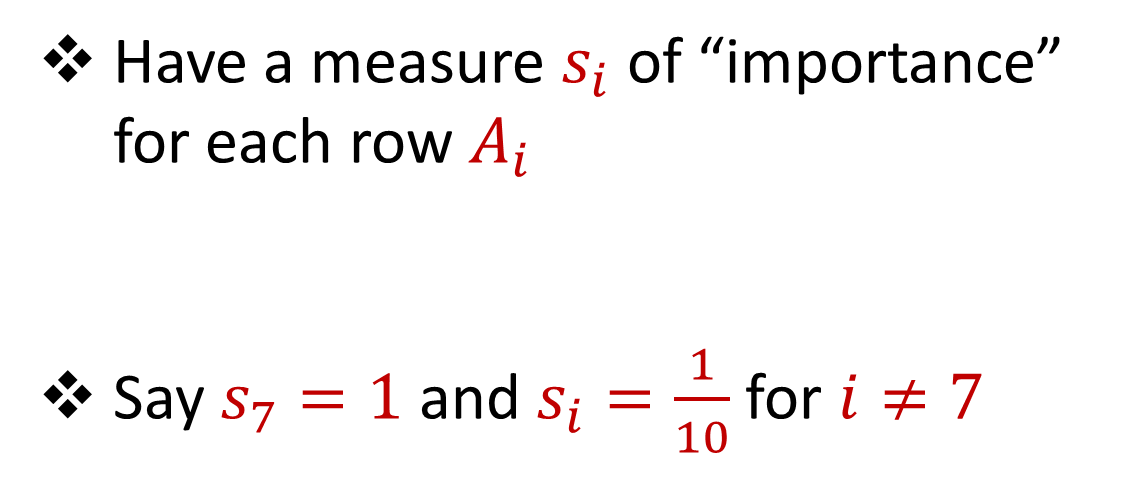 ❖ Have a measure sᵢ of “importance”
for each row Aᵢ
❖ Say s₇ = 1 and sᵢ = 1/10 for i ≠ 7